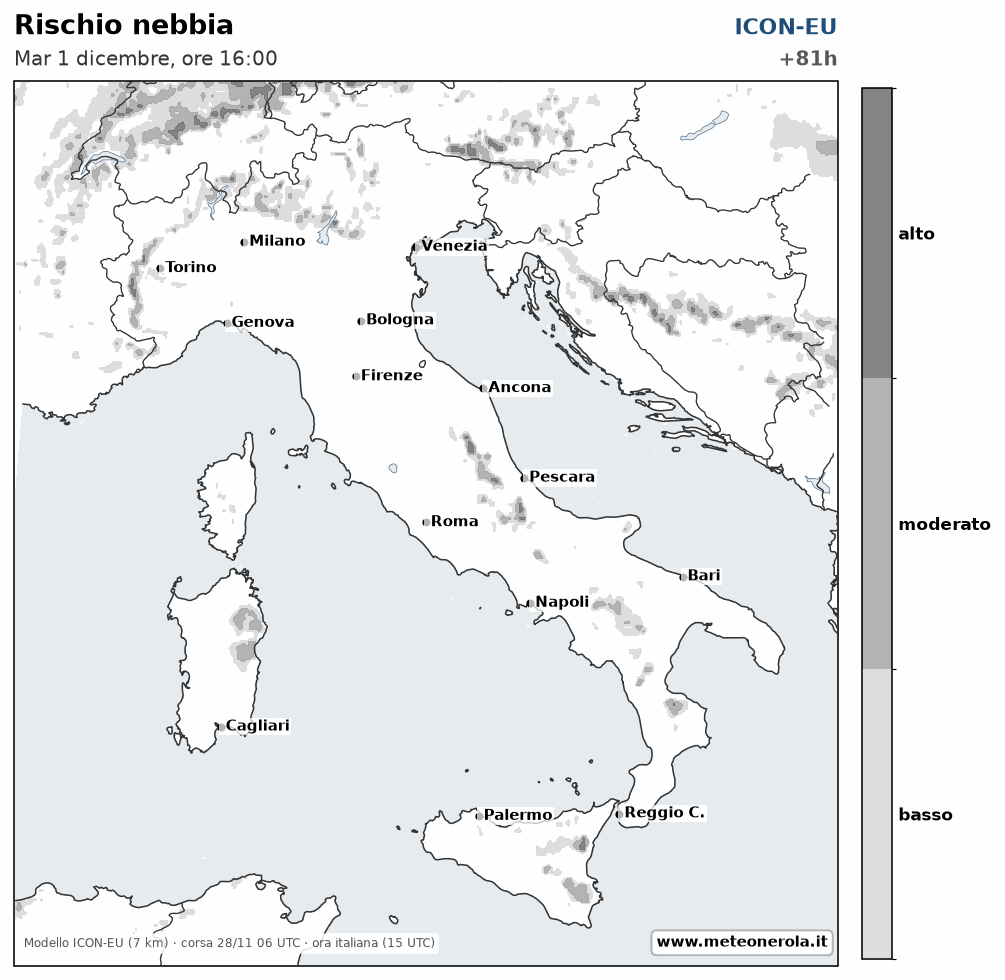 Rischio nebbia
ICON-EU
Mar 1 dicembre, ore 16:00
+81h
alto
moderato
basso
Milano
Venezia
Torino
Genova
Bologna
Firenze
Ancona
Pescara
Roma
Bari
Napoli
Cagliari
Palermo
Reggio C.
Modello ICON-EU (7 km) · corsa 28/11 06 UTC · ora italiana (15 UTC)
www.meteonerola.it